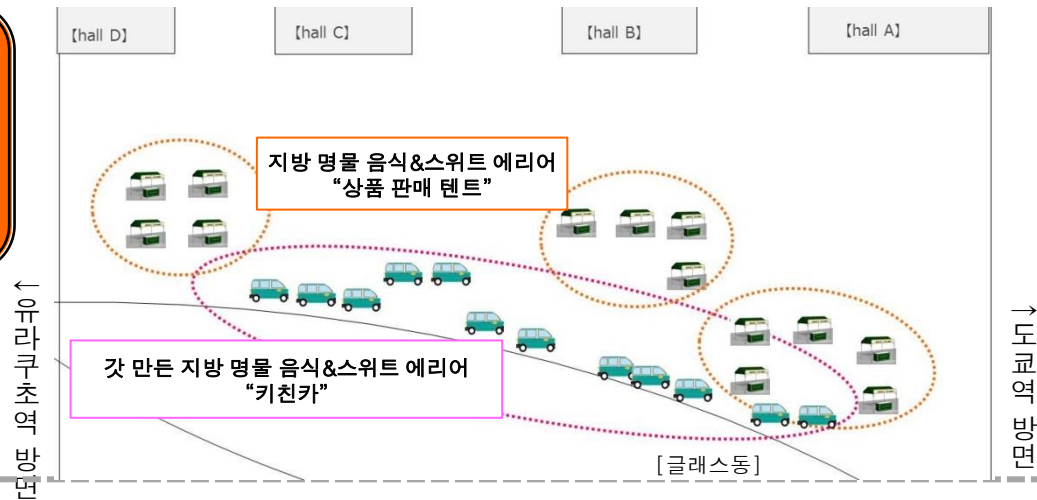 【hall D】
【hall C】
【hall B】
【hall A】
지방 명물 음식&스위트 에리어
“상품 판매 텐트”
←유라쿠초역 방면
→도쿄역 방면
갓 만든 지방 명물 음식&스위트 에리어
“키친카”
[글래스동]